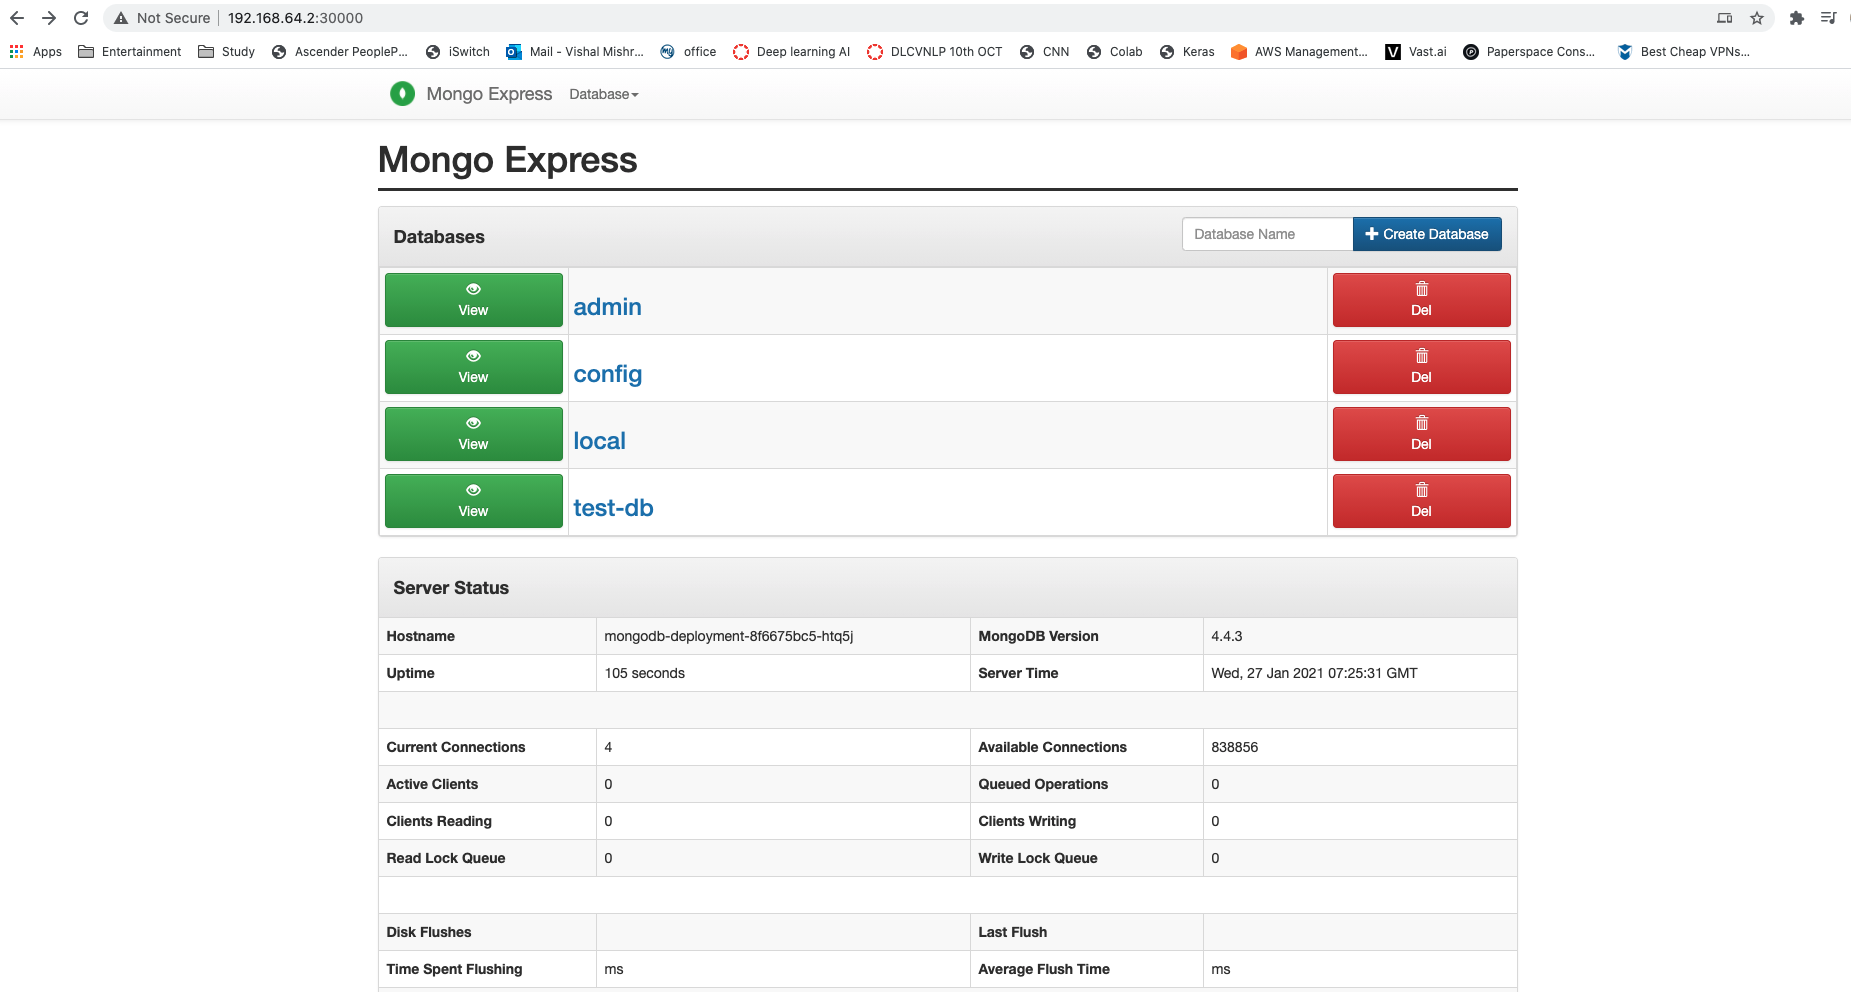 Not Secure 192.168.64.2:30000
Apps Entertainment Study Ascender PeopleP... iSwitch Mail - Vishal Mishr... office Deep learning AI DLCVNLP 10th OCT CNN Colab Keras AWS Management... Vast.ai Paperspace Cons... Best Cheap VPNs...
Mongo Express Database
Mongo Express
Databases Database Name Create Database
View admin Del
View config Del
View local Del
View test-db Del
Server Status
Hostname mongodb-deployment-8f6675bc5-htq5j MongoDB Version 4.4.3
Uptime 105 seconds Server Time Wed, 27 Jan 2021 07:25:31 GMT
Current Connections 4 Available Connections 838856
Active Clients 0 Queued Operations 0
Clients Reading 0 Clients Writing 0
Read Lock Queue 0 Write Lock Queue 0
Disk Flushes Last Flush
Time Spent Flushing ms Average Flush Time ms